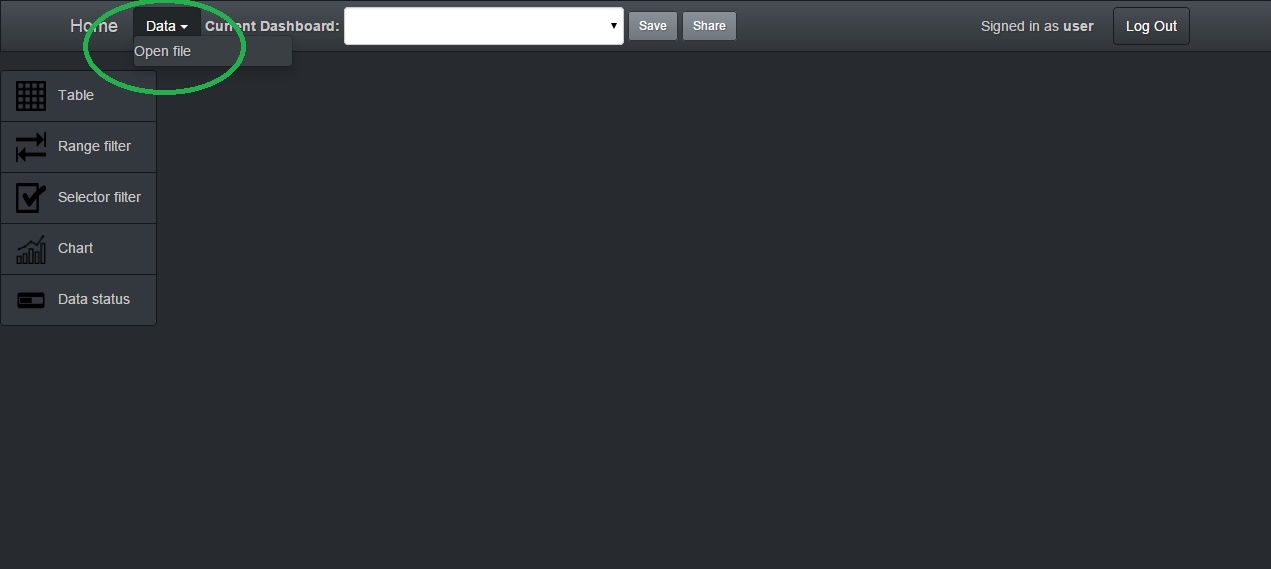 Home Data Current Dashboard: Save Share Signed in as user Log Out
Open file
Table
Range filter
Selector filter
Chart
Data status